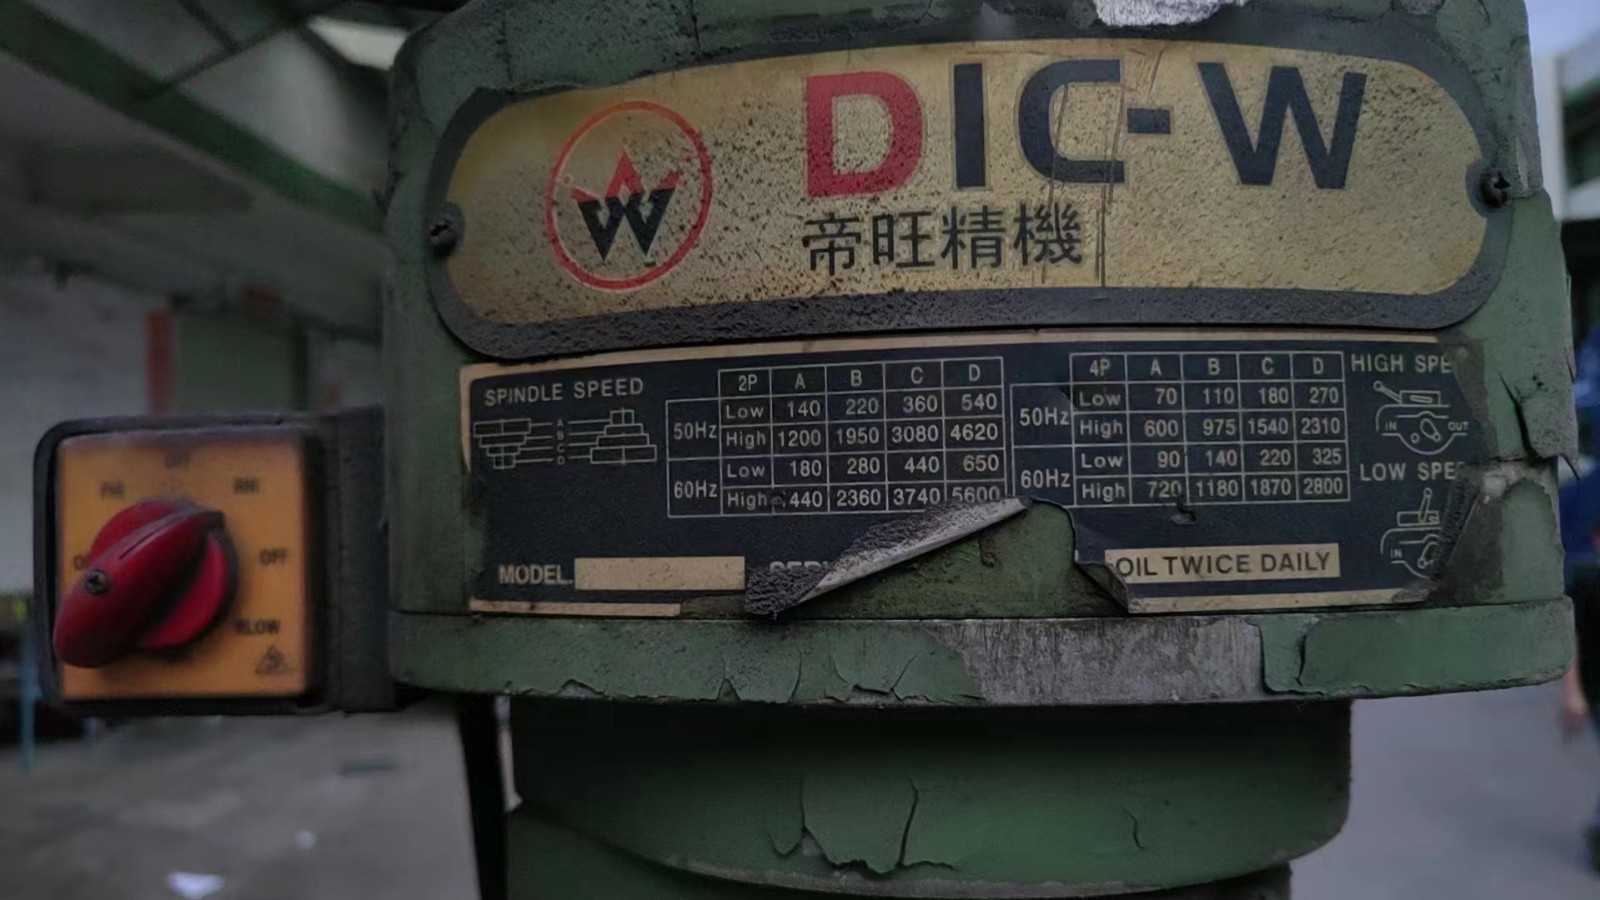 W
DIC-W
帝旺精機
SPINDLE SPEED
A
B
C
D
2P A B C D
50Hz
Low 140 220 360 540
High 1200 1950 3080 4620
60Hz
Low 180 280 440 650
High 440 2360 3740 5600
4P A B C D
50Hz
Low 70 110 180 270
High 600 975 1540 2310
60Hz
Low 90 140 220 325
High 720 1180 1870 2800
HIGH SPE
IN OUT
LOW SPE
IN
MODEL.
OIL TWICE DAILY
OFF